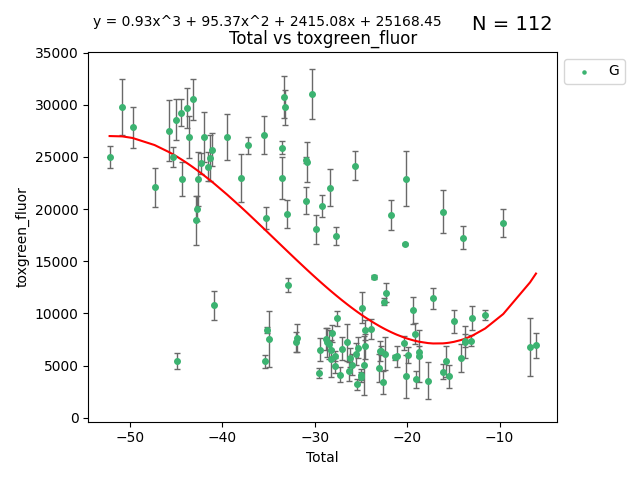 y = 0.93x^3 + 95.37x^2 + 2415.08x + 25168.45
N = 112
Total vs toxgreen_fluor
G
35000
30000
25000
20000
15000
10000
5000
0
toxgreen_fluor
−50 −40 −30 −20 −10
Total